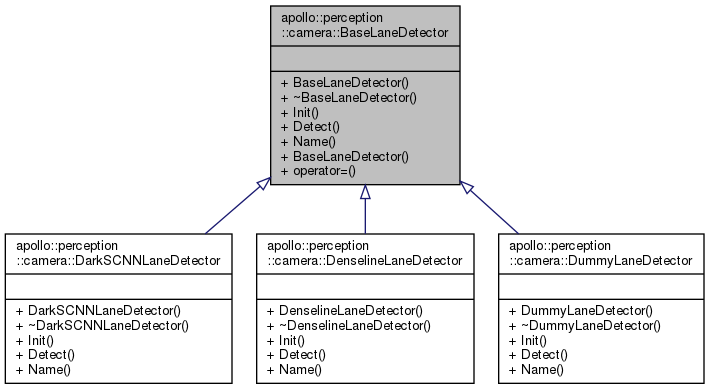 apollo::perception
::camera::BaseLaneDetector
+ BaseLaneDetector()
+ ~BaseLaneDetector()
+ Init()
+ Detect()
+ Name()
+ BaseLaneDetector()
+ operator=()
apollo::perception
::camera::DarkSCNNLaneDetector
+ DarkSCNNLaneDetector()
+ ~DarkSCNNLaneDetector()
+ Init()
+ Detect()
+ Name()
apollo::perception
::camera::DenselineLaneDetector
+ DenselineLaneDetector()
+ ~DenselineLaneDetector()
+ Init()
+ Detect()
+ Name()
apollo::perception
::camera::DummyLaneDetector
+ DummyLaneDetector()
+ ~DummyLaneDetector()
+ Init()
+ Detect()
+ Name()